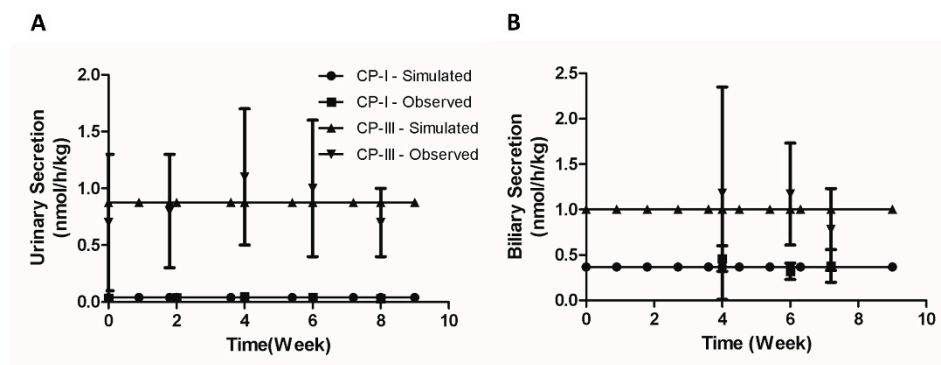 A
Urinary Secretion
(nmol/h/kg)
2.0
1.5
1.0
0.5
0.0
0 2 4 6 8 10
Time(Week)
CP-I - Simulated
CP-I - Observed
CP-III - Simulated
CP-III - Observed
B
Biliary Secretion
(nmol/h/kg)
2.5
2.0
1.5
1.0
0.5
0.0
0 2 4 6 8 10
Time (Week)